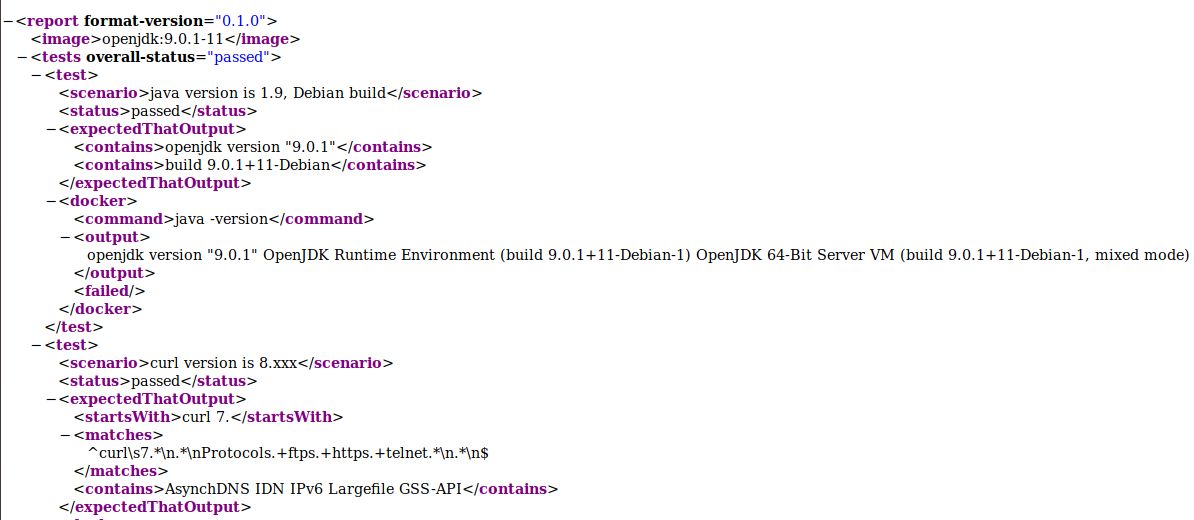 −<report format-version="0.1.0">
<image>openjdk:9.0.1-11</image>
−<tests overall-status="passed">
−<test>
<scenario>java version is 1.9, Debian build</scenario>
<status>passed</status>
−<expectedThatOutput>
<contains>openjdk version "9.0.1"</contains>
<contains>build 9.0.1+11-Debian</contains>
</expectedThatOutput>
−<docker>
<command>java -version</command>
−<output>
openjdk version "9.0.1" OpenJDK Runtime Environment (build 9.0.1+11-Debian-1) OpenJDK 64-Bit Server VM (build 9.0.1+11-Debian-1, mixed mode)
</output>
<failed/>
</docker>
</test>
−<test>
<scenario>curl version is 8.xxx</scenario>
<status>passed</status>
−<expectedThatOutput>
<startsWith>curl 7.</startsWith>
−<matches>
^curl\s7.*\n.*\nProtocols.+ftps.+https.+telnet.*\n.*\n$
</matches>
<contains>AsynchDNS IDN IPv6 Largefile GSS-API</contains>
</expectedThatOutput>